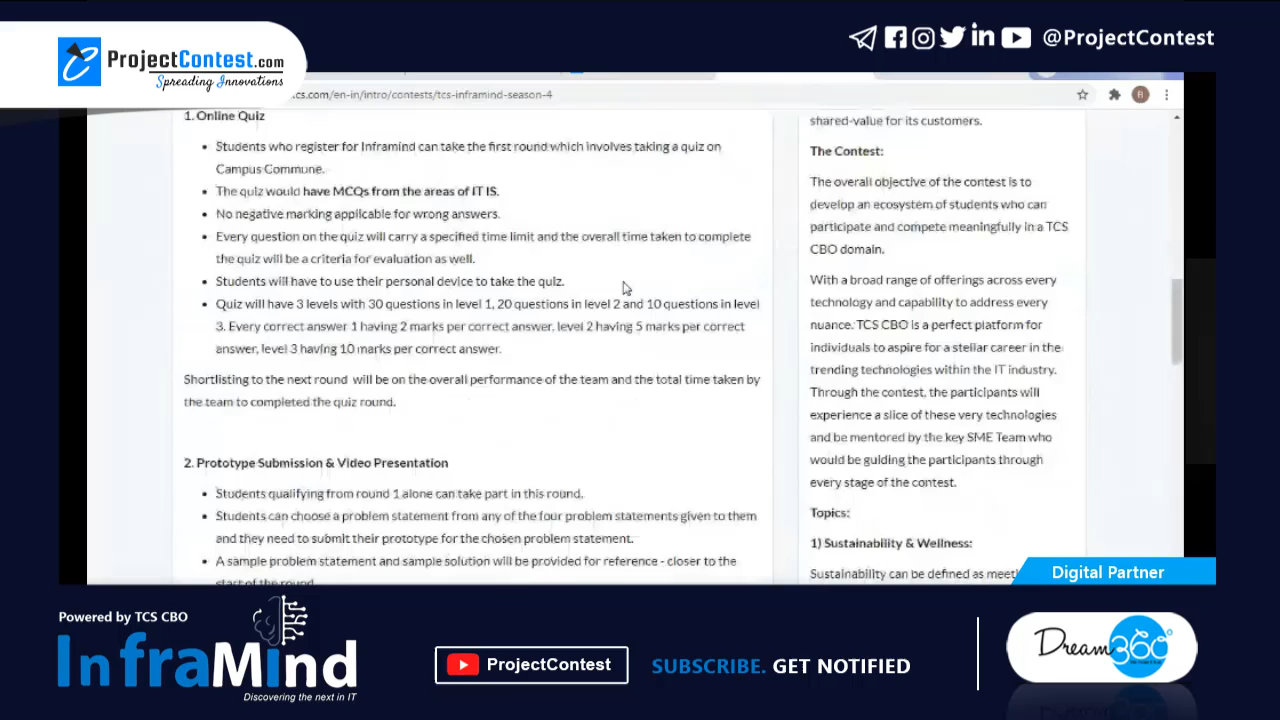 ProjectContest.com
Spreading Innovations
@ProjectContest
cs.com/en-in/intro/contests/tcs-inframind-season-4
R
1. Online Quiz
Students who register for Inframind can take the first round which involves taking a quiz on
Campus Commune.
The quiz would have MCQs from the areas of IT IS.
No negative marking applicable for wrong answers.
Every question on the quiz will carry a specified time limit and the overall time taken to complete
the quiz will be a criteria for evaluation as well.
Students will have to use their personal device to take the quiz.
Quiz will have 3 levels with 30 questions in level 1, 20 questions in level 2 and 10 questions in level
3. Every correct answer 1 having 2 marks per correct answer, level 2 having 5 marks per correct
answer, level 3 having 10 marks per correct answer.
Shortlisting to the next round will be on the overall performance of the team and the total time taken by
the team to completed the quiz round.
2. Prototype Submission & Video Presentation
Students qualifying from round 1 alone can take part in this round.
Students can choose a problem statement from any of the four problem statements given to them
and they need to submit their prototype for the chosen problem statement.
A sample problem statement and sample solution will be provided for reference - closer to the
start of the round.
shared-value for its customers.
The Contest:
The overall objective of the contest is to
develop an ecosystem of students who can
participate and compete meaningfully in a TCS
CBO domain.
With a broad range of offerings across every
technology and capability to address every
nuance. TCS CBO is a perfect platform for
individuals to aspire for a stellar career in the
trending technologies within the IT industry.
Through the contest, the participants will
experience a slice of these very technologies
and be mentored by the key SME Team who
would be guiding the participants through
every stage of the contest.
Topics:
1) Sustainability & Wellness:
Sustainability can be defined as meeti
Digital Partner
Powered by TCS CBO
InfraMind
Discovering the next in IT
ProjectContest
SUBSCRIBE. GET NOTIFIED
Dream360°